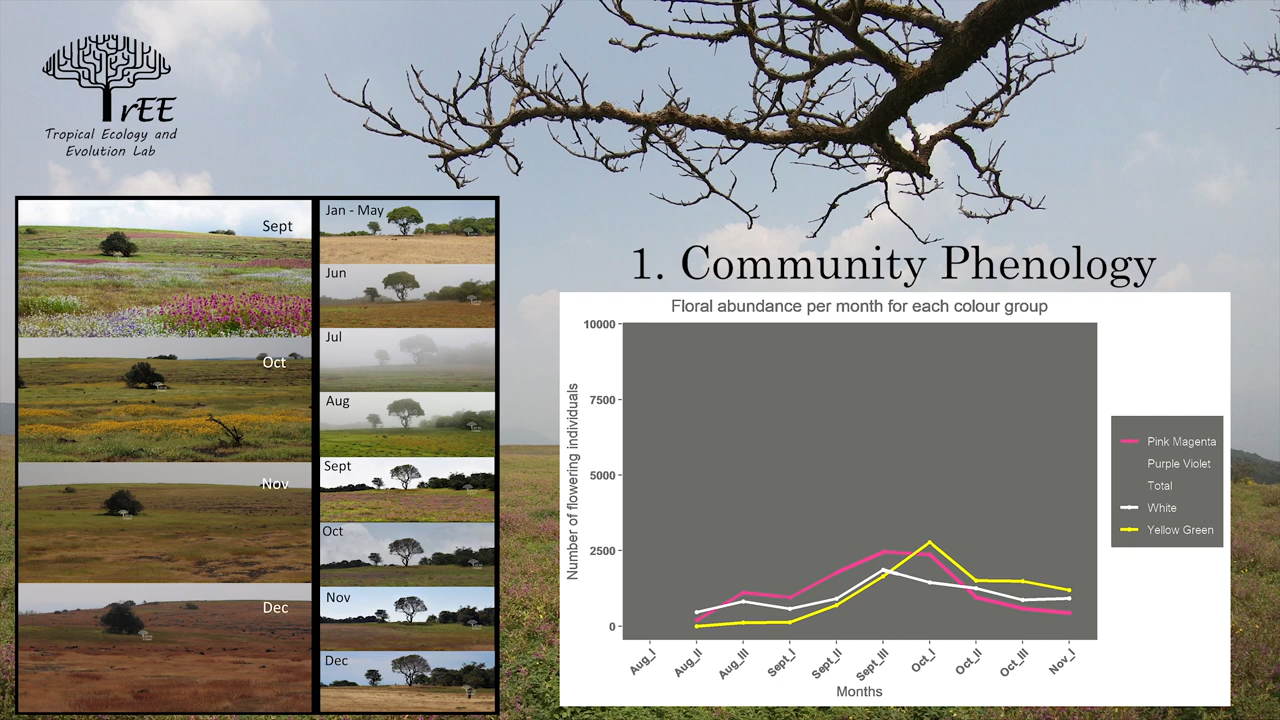 TrEE
Tropical Ecology and
Evolution Lab
Sept
Oct
Nov
Dec
Jan - May
Jun
Jul
Aug
Sept
Oct
Nov
Dec
1. Community Phenology
Floral abundance per month for each colour group
Number of flowering individuals
10000
7500
5000
2500
0
Aug_I
Aug_II
Aug_III
Sept_I
Sept_II
Sept_III
Oct_I
Oct_II
Oct_III
Nov_I
Months
Pink Magenta
Purple Violet
Total
White
Yellow Green